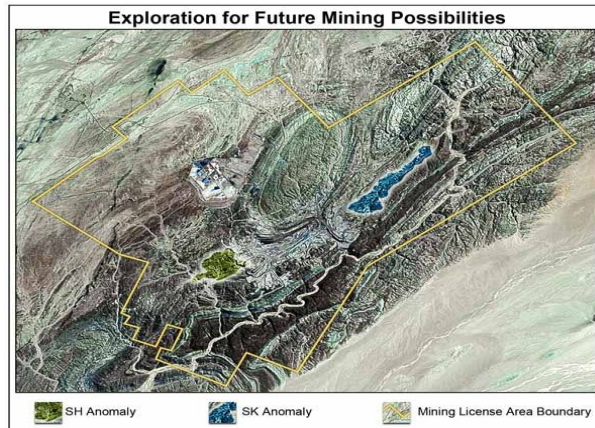 Exploration for Future Mining Possibilities
SH Anomaly
SK Anomaly
Mining License Area Boundary